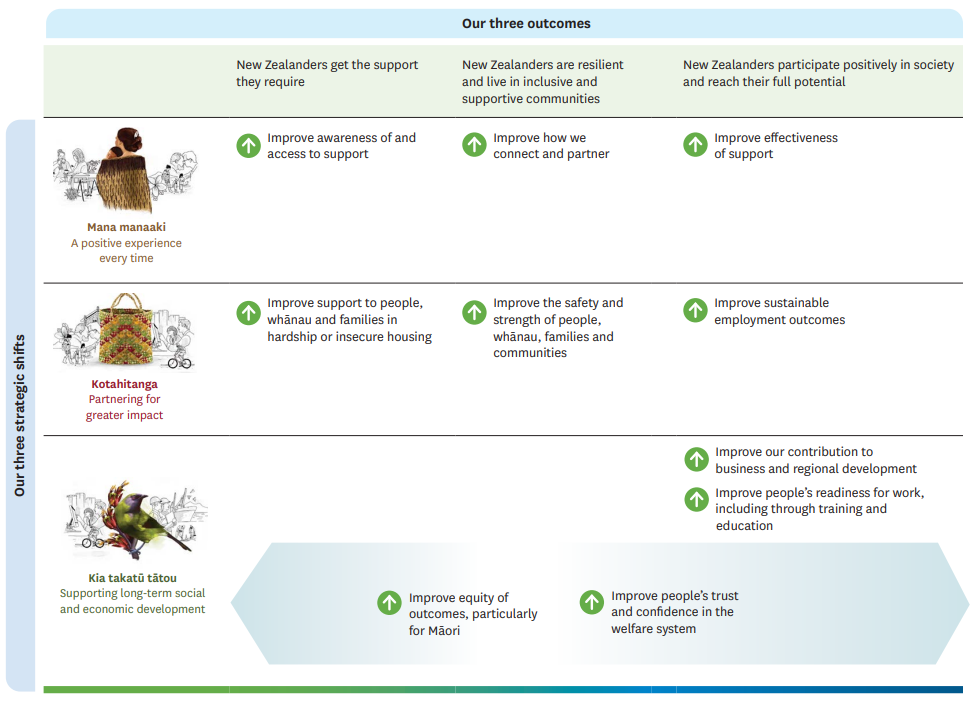 Our three outcomes
New Zealanders get the support
they require
New Zealanders are resilient
and live in inclusive and
supportive communities
New Zealanders participate positively in society
and reach their full potential
Our three strategic shifts
Mana manaaki
A positive experience
every time
Improve awareness of and
access to support
Improve how we
connect and partner
Improve effectiveness
of support
Kotahitanga
Partnering for
greater impact
Improve support to people,
whānau and families in
hardship or insecure housing
Improve the safety and
strength of people,
whānau, families and
communities
Improve sustainable
employment outcomes
Kia takatū tātou
Supporting long-term social
and economic development
Improve our contribution to
business and regional development
Improve people's readiness for work,
including through training and
education
Improve equity of
outcomes, particularly
for Māori
Improve people's trust
and confidence in the
welfare system